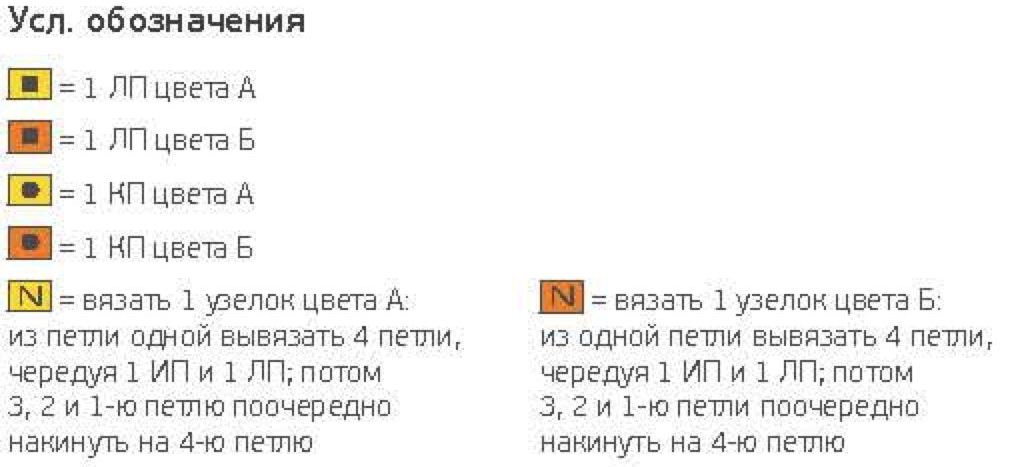 Усл. обозначения
= 1 ЛП цвета А
= 1 ЛП цвета Б
= 1 КП цвета А
= 1 КП цвета Б
N = вязать 1 узелок цвета А:
из петли одной вывязать 4 петли,
чередуя 1 ИП и 1 ЛП; потом
3, 2 и 1-ю петлю поочередно
накинуть на 4-ю петлю
N = вязать 1 узелок цвета Б:
из одной петли вывязать 4 петли,
чередуя 1 ИП и 1 ЛП; потом
3, 2 и 1-ю петли поочередно
накинуть на 4-ю петлю